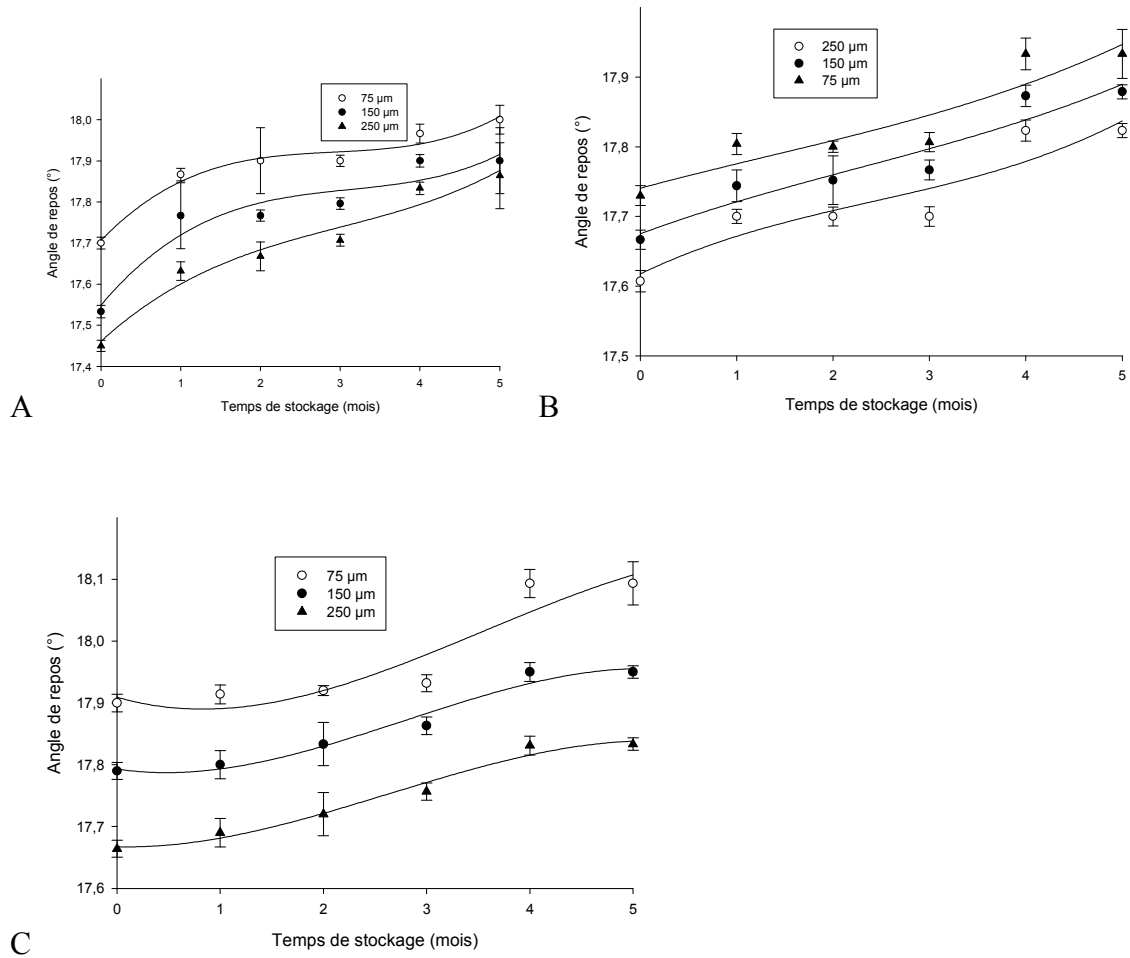 75 µm
150 µm
250 µm
18,0
17,9
17,8
17,7
17,6
17,5
17,4
Angle de repos (°)
0 1 2 3 4 5
Temps de stockage (mois)
A
250 µm
150 µm
75 µm
18,0
17,9
17,8
17,7
17,6
17,5
Angle de repos (°)
0 1 2 3 4 5
Temps de stockage (mois)
B
75 µm
150 µm
250 µm
18,1
18,0
17,9
17,8
17,7
17,6
Angle de repos (°)
0 1 2 3 4 5
Temps de stockage (mois)
C